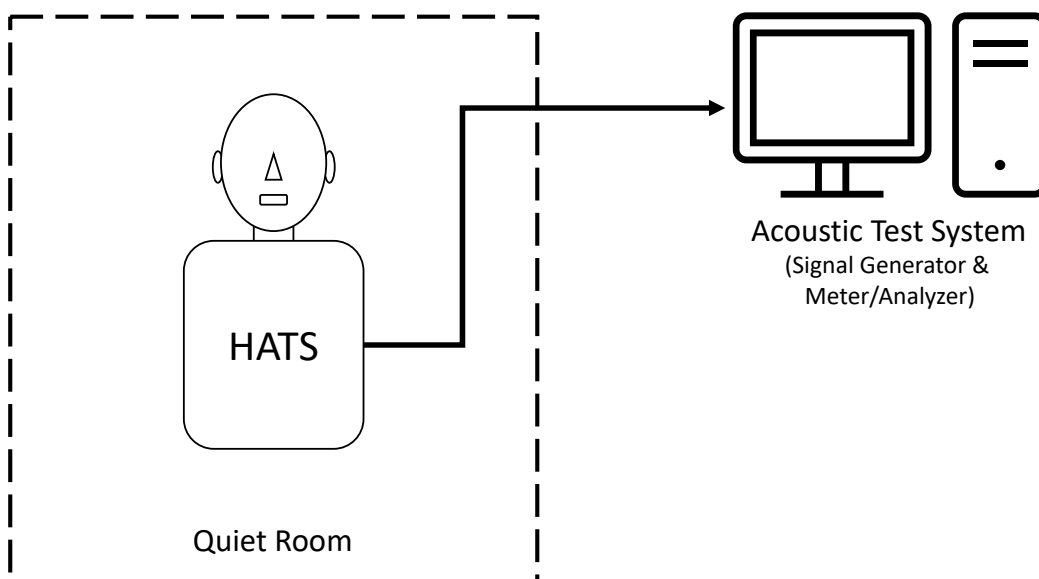 HATS
Quiet Room
Acoustic Test System
(Signal Generator &
Meter/Analyzer)